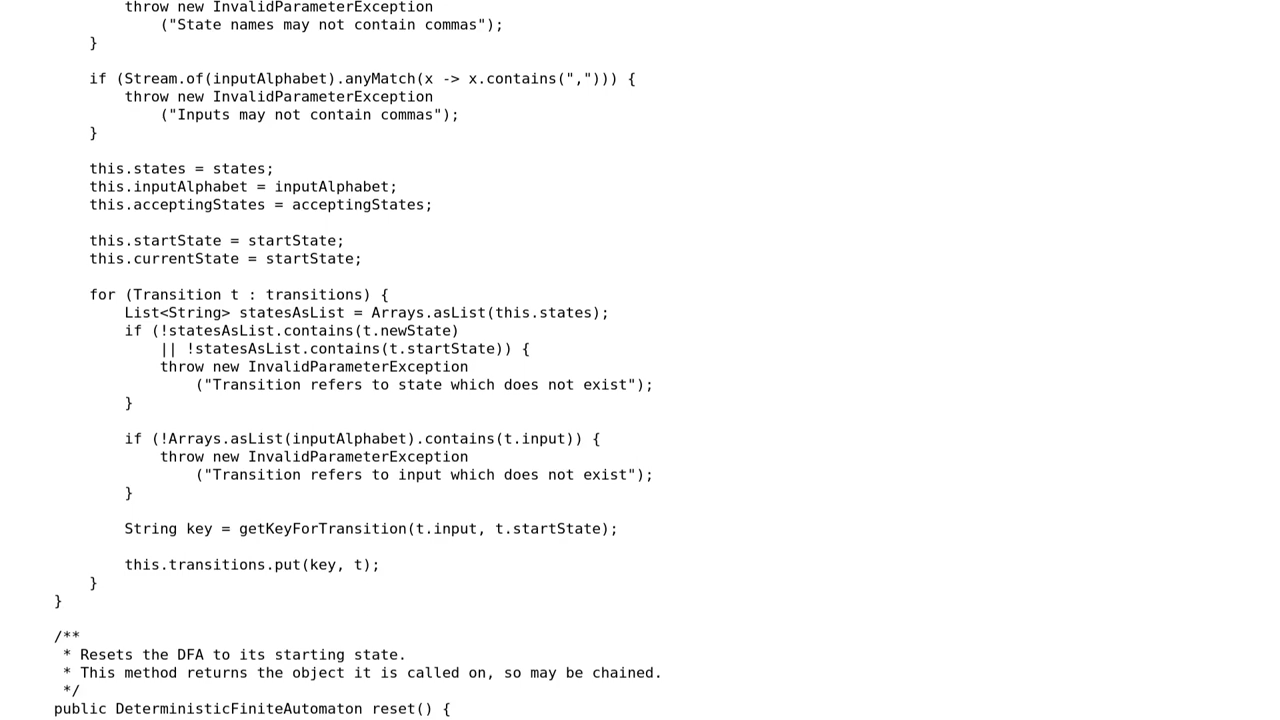 throw new InvalidParameterException
("State names may not contain commas");
}
if (Stream.of(inputAlphabet).anyMatch(x -> x.contains(","))) {
throw new InvalidParameterException
("Inputs may not contain commas");
}
this.states = states;
this.inputAlphabet = inputAlphabet;
this.acceptingStates = acceptingStates;
this.startState = startState;
this.currentState = startState;
for (Transition t : transitions) {
List<String> statesAsList = Arrays.asList(this.states);
if (!statesAsList.contains(t.newState)
|| !statesAsList.contains(t.startState)) {
throw new InvalidParameterException
("Transition refers to state which does not exist");
}
if (!Arrays.asList(inputAlphabet).contains(t.input)) {
throw new InvalidParameterException
("Transition refers to input which does not exist");
}
String key = getKeyForTransition(t.input, t.startState);
this.transitions.put(key, t);
}
}
/**
* Resets the DFA to its starting state.
* This method returns the object it is called on, so may be chained.
*/
public DeterministicFiniteAutomaton reset() {